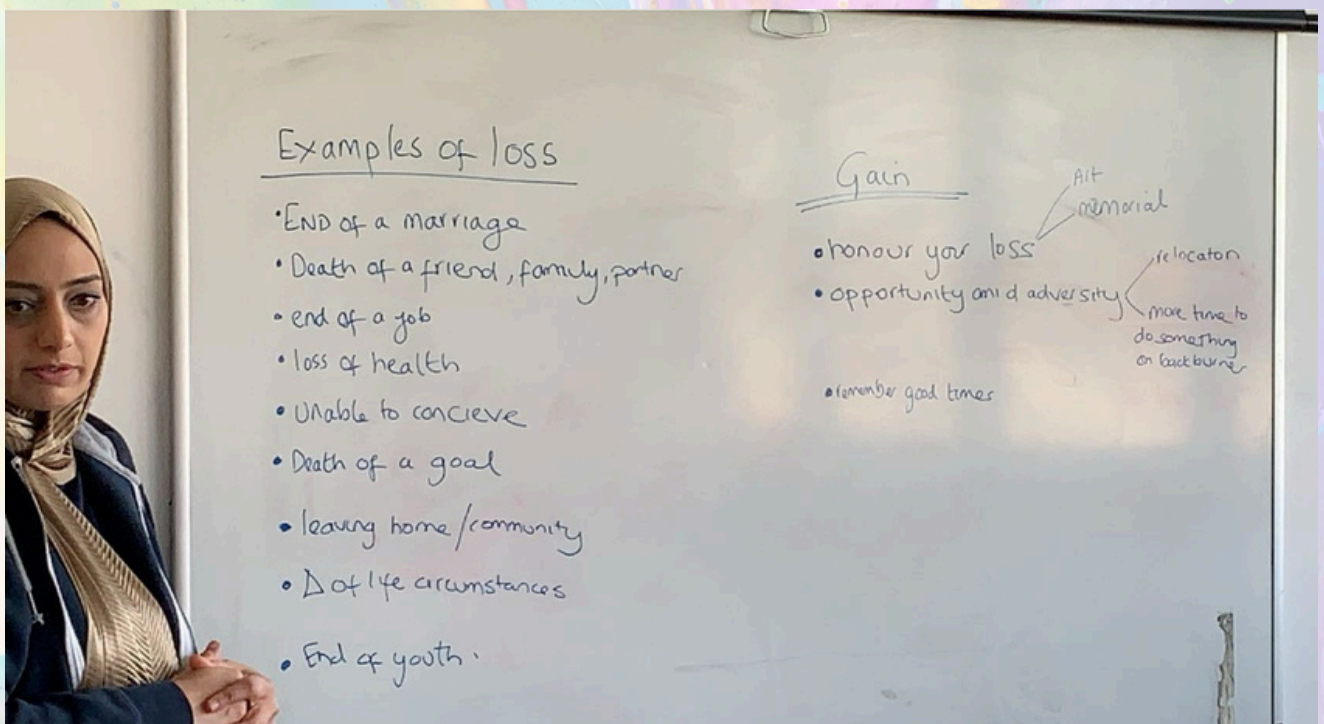 Examples of loss
•END of a marriage
•Death of a friend, family, partner
•end of a job
•loss of health
•Unable to concieve
•Death of a goal
•leaving home/community
•Δ of life circumstances
•End of youth.
Gain
Art
memorial
•honour your loss
relocation
•opportunity amid adversity
more time to
do something
on backburner
•remember good times